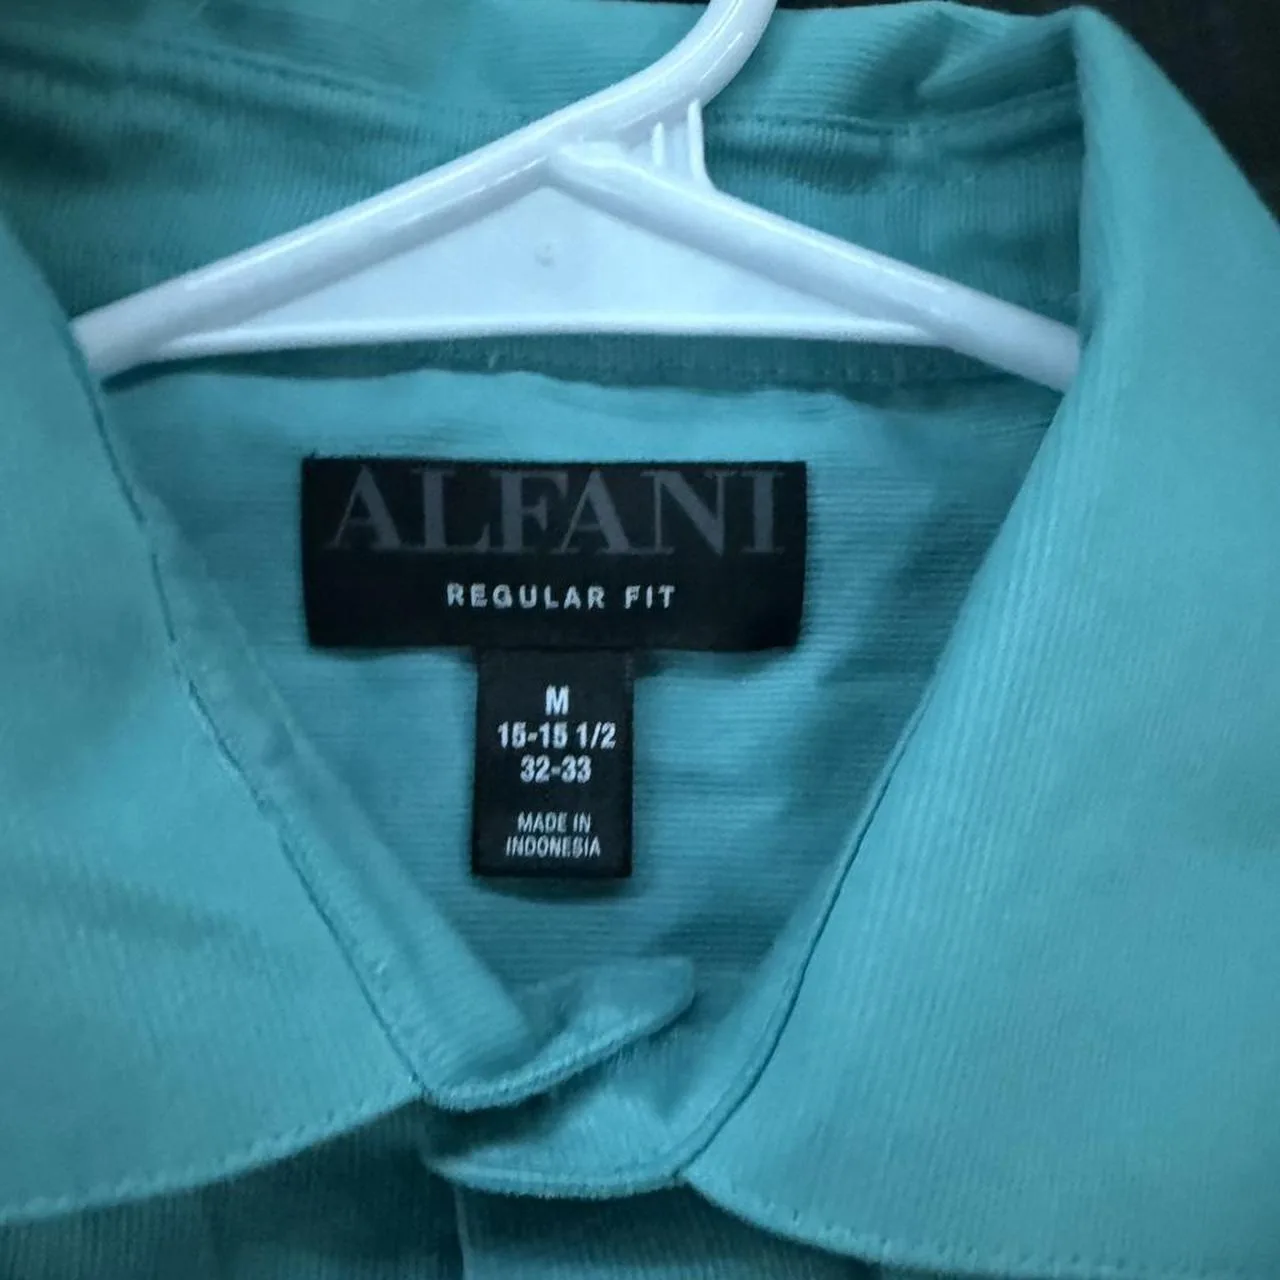 ALFANI
REGULAR FIT
M
15-15 1/2
32-33
MADE IN
INDONESIA